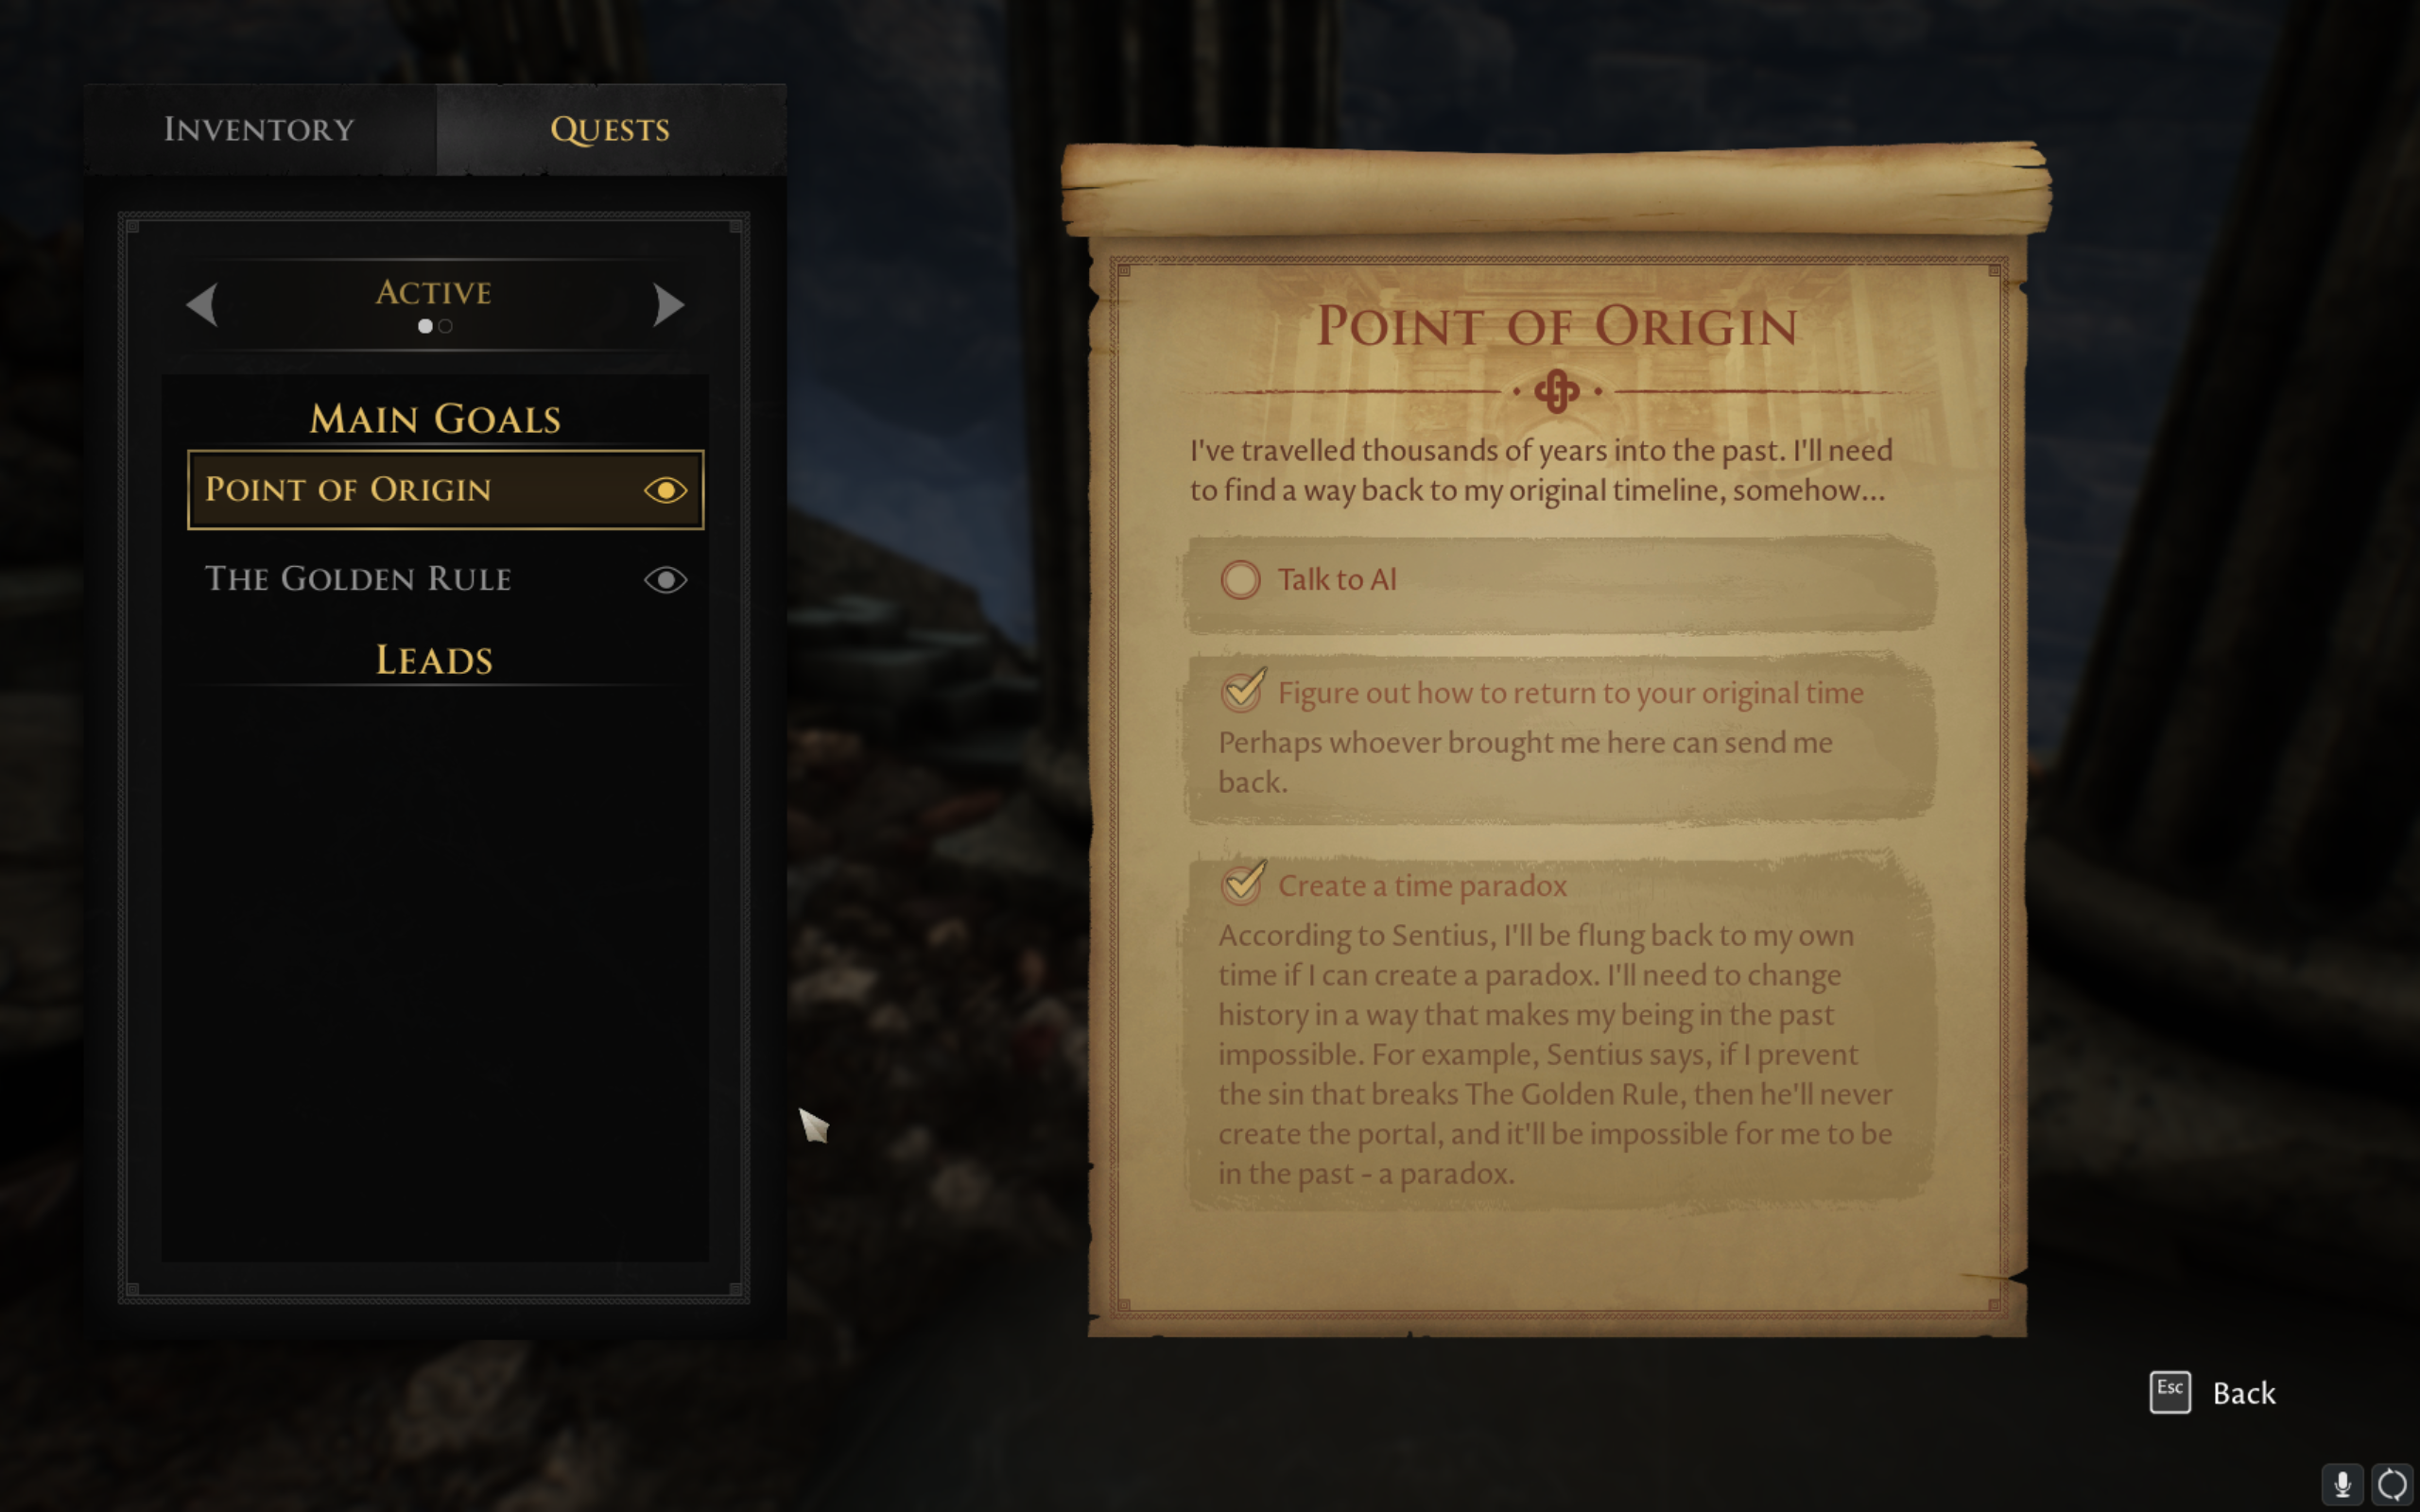 Inventory
Quests
Active
Main Goals
Point of Origin
The Golden Rule
Leads
Point of Origin
I've travelled thousands of years into the past. I'll need
to find a way back to my original timeline, somehow...
Talk to Al
Figure out how to return to your original time
Perhaps whoever brought me here can send me
back.
Create a time paradox
According to Sentius, I'll be flung back to my own
time if I can create a paradox. I'll need to change
history in a way that makes my being in the past
impossible. For example, Sentius says, if I prevent
the sin that breaks The Golden Rule, then he'll never
create the portal, and it'll be impossible for me to be
in the past - a paradox.
Esc Back